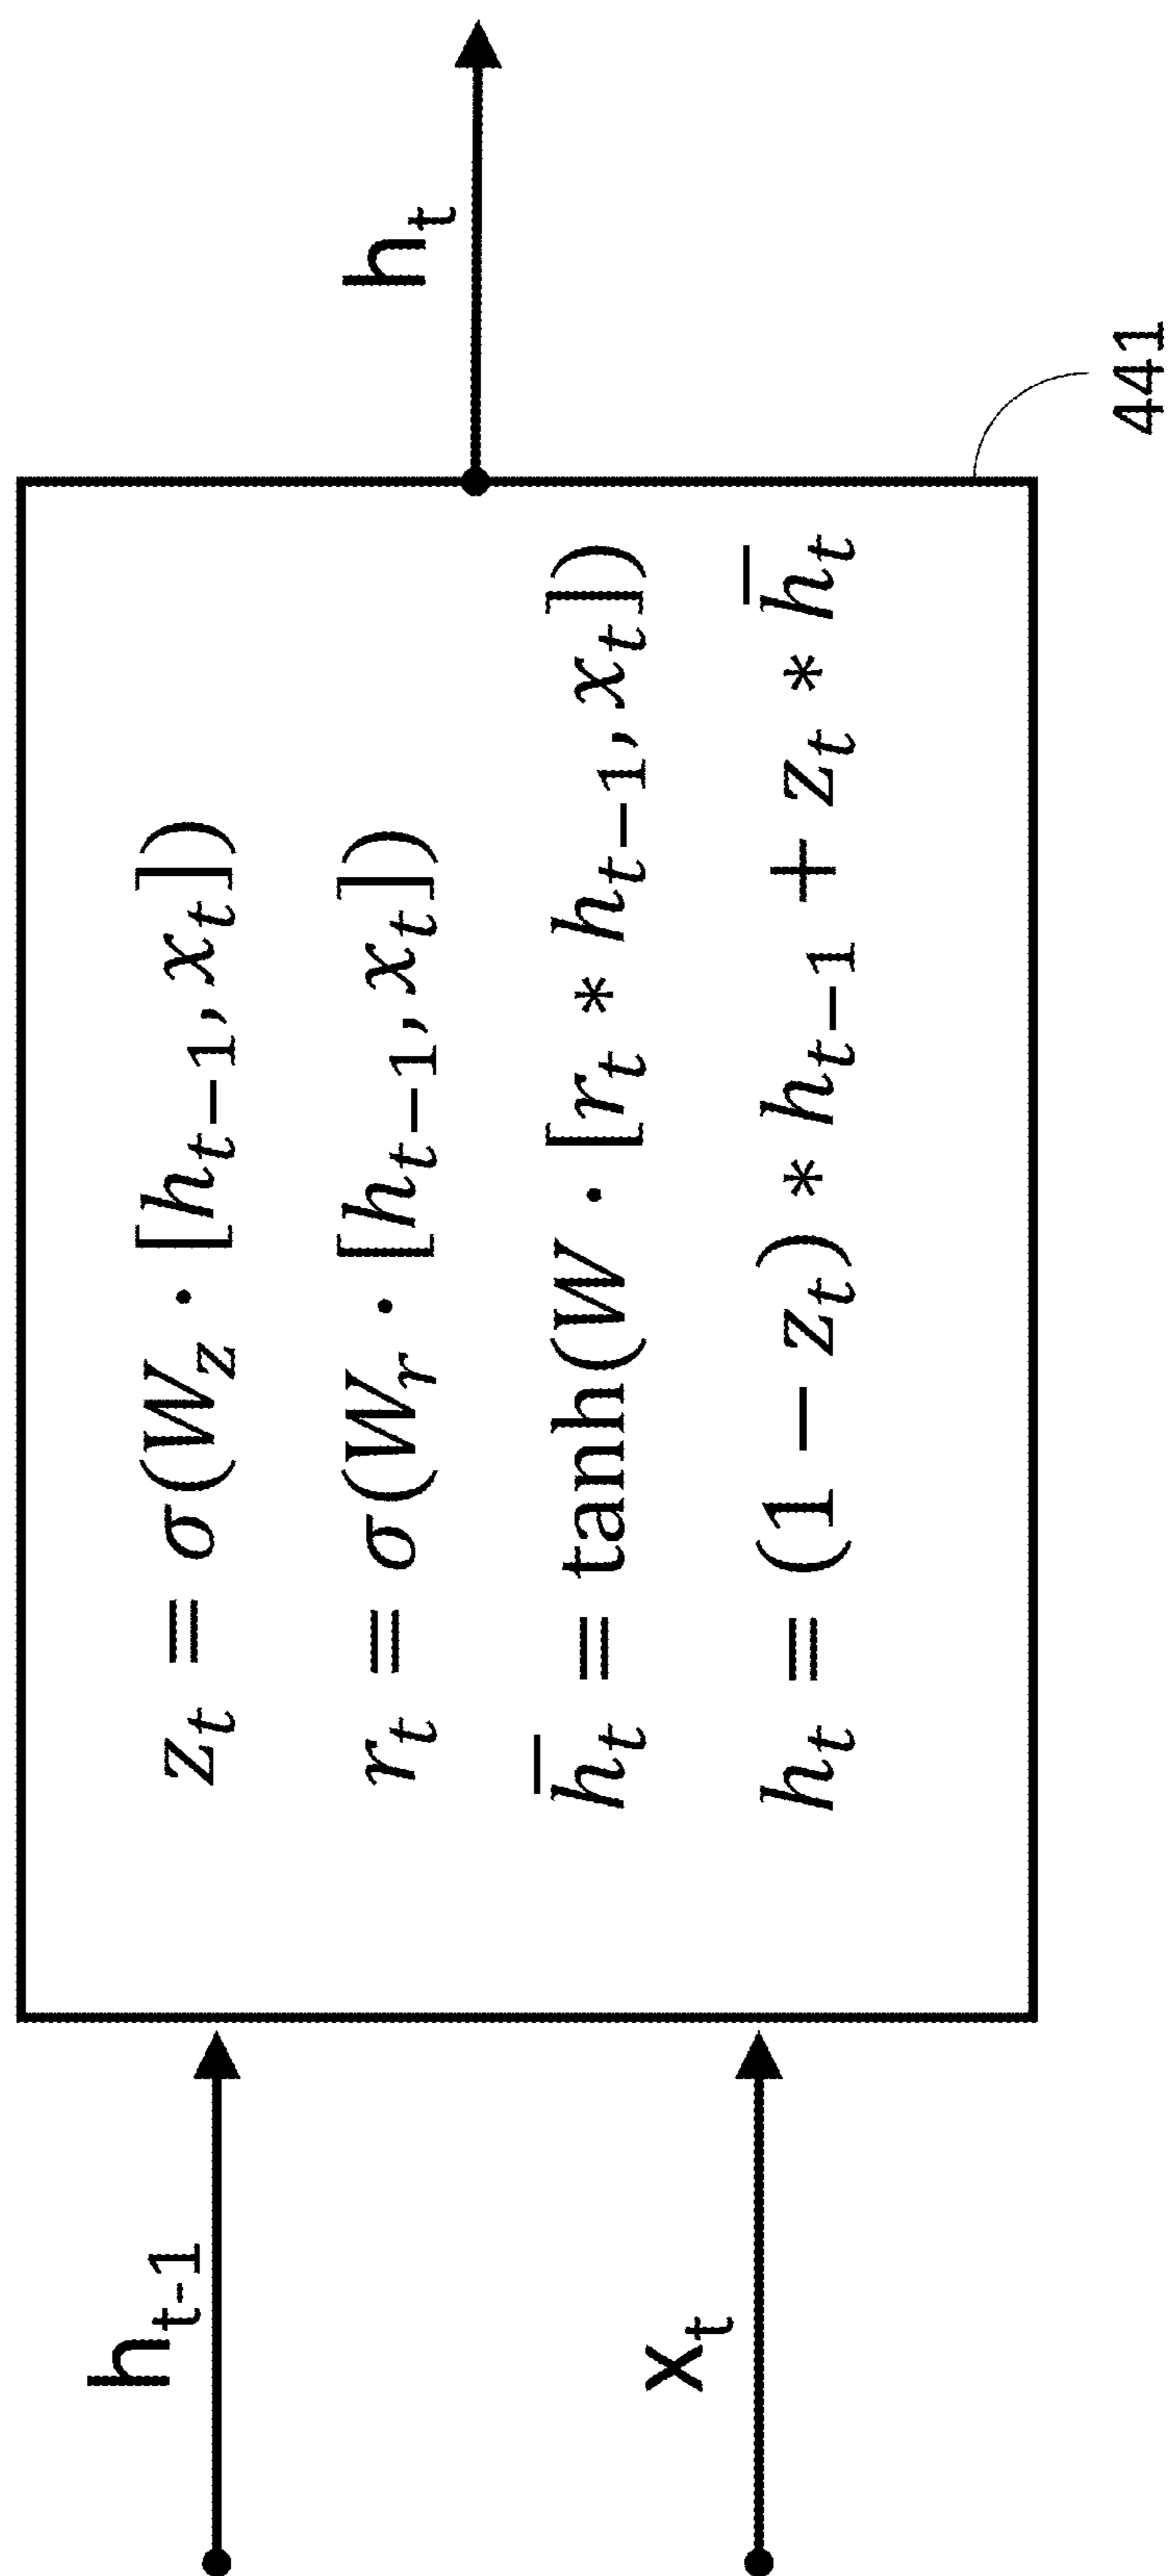 h_{t-1}
x_t
z_t = σ(W_z · [h_{t−1}, x_t])
r_t = σ(W_r · [h_{t−1}, x_t])
h̅_t = tanh(W · [r_t * h_{t−1}, x_t])
h_t = (1 − z_t) * h_{t−1} + z_t * h̅_t
h_t
441